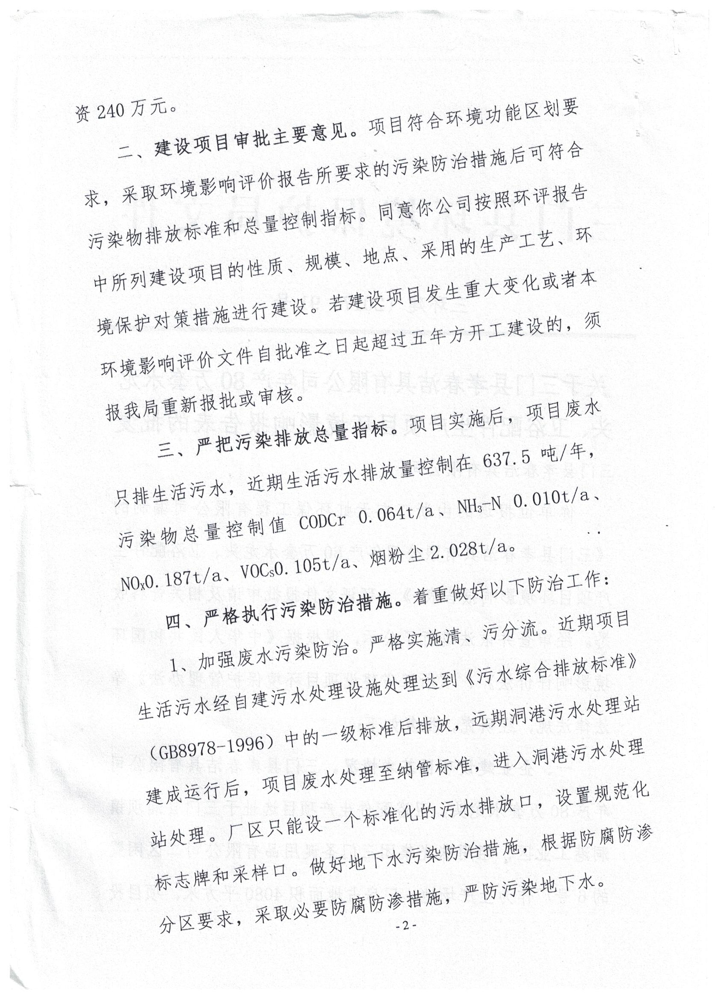 资 240 万元。
二、建设项目审批主要意见。项目符合环境功能区划要
求，采取环境影响评价报告所要求的污染防治措施后可符合
污染物排放标准和总量控制指标。同意你公司按照环评报告
中所列建设项目的性质、规模、地点、采用的生产工艺、环
境保护对策措施进行建设。若建设项目发生重大变化或者本
环境影响评价文件自批准之日起超过五年方开工建设的，须
报我局重新报批或审核。
三、严把污染排放总量指标。项目实施后，项目废水
只排生活污水，近期生活污水排放量控制在 637.5 吨/年，
污染物总量控制值 CODCr 0.064t/a、NH₃-N 0.010t/a、
NOₓ0.187t/a、VOCₛ0.105t/a、烟粉尘2.028t/a。
四、严格执行污染防治措施。着重做好以下防治工作：
1、加强废水污染防治。严格实施清、污分流。近期项目
生活污水经自建污水处理设施处理达到《污水综合排放标准》
（GB8978-1996）中的一级标准后排放，远期洞港污水处理站
建成运行后，项目废水处理至纳管标准，进入洞港污水处理
站处理。厂区只能设一个标准化的污水排放口，设置规范化
标志牌和采样口。做好地下水污染防治措施，根据防腐防渗
分区要求，采取必要防腐防渗措施，严防污染地下水。
-2-